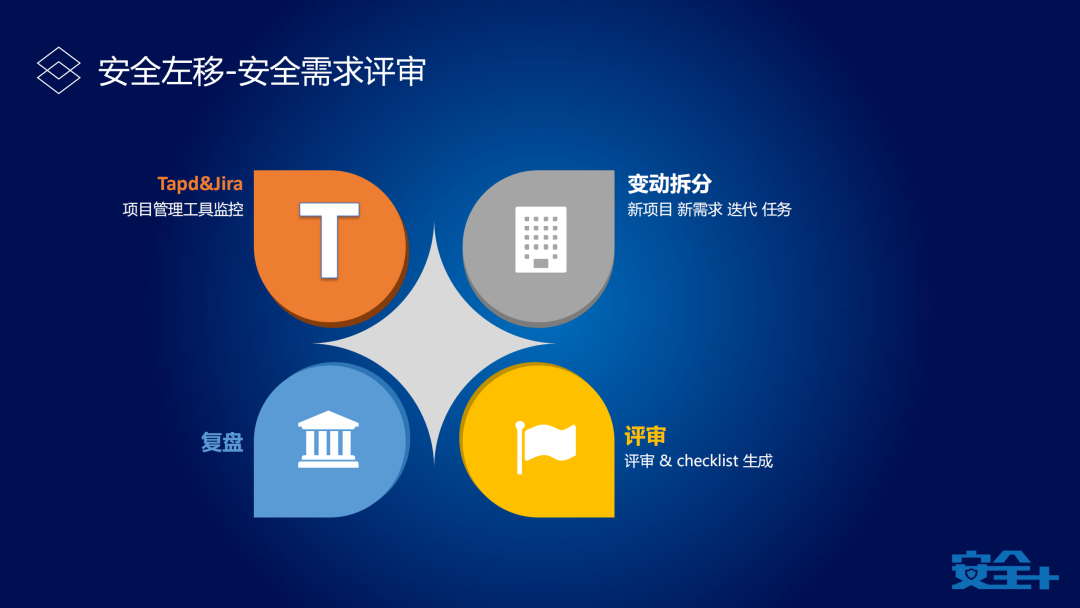 安全左移-安全需求评审
Tapd&Jira
项目管理工具监控
T
变动拆分
新项目 新需求 迭代 任务
复盘
评审
评审 & checklist 生成
安全+